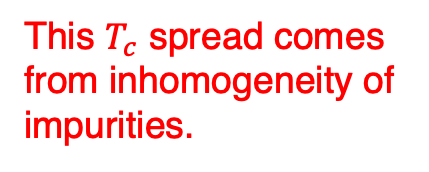 This T_c spread comes
from inhomogeneity of
impurities.